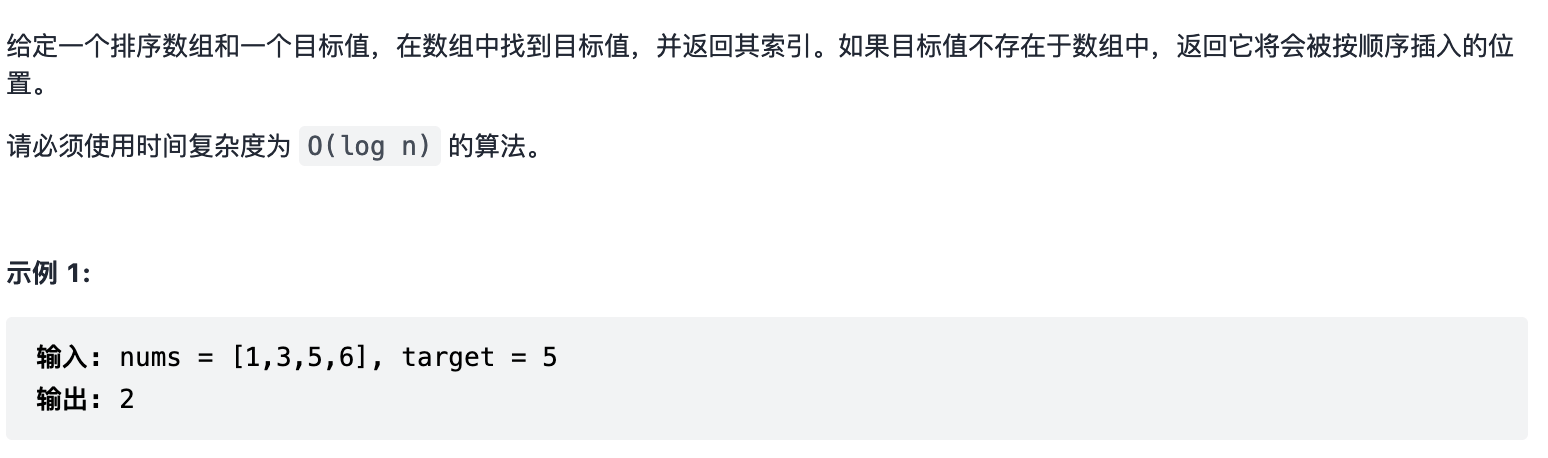 给定一个排序数组和一个目标值，在数组中找到目标值，并返回其索引。如果目标值不存在于数组中，返回它将会被按顺序插入的位
置。
请必须使用时间复杂度为 O(log n) 的算法。
示例 1:
输入: nums = [1,3,5,6], target = 5
输出: 2